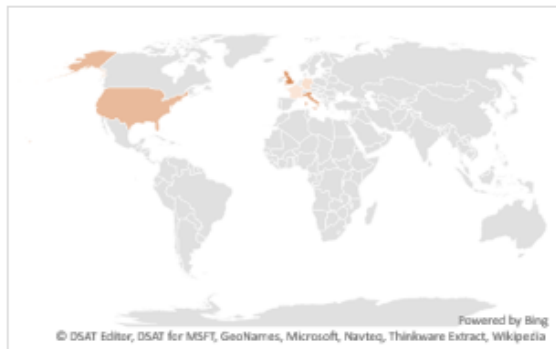 Powered by Bing
© DSAT Editor, DSAT for MSFT, GeoNames, Microsoft, Navteq, Thinkware Extract, Wikipedia